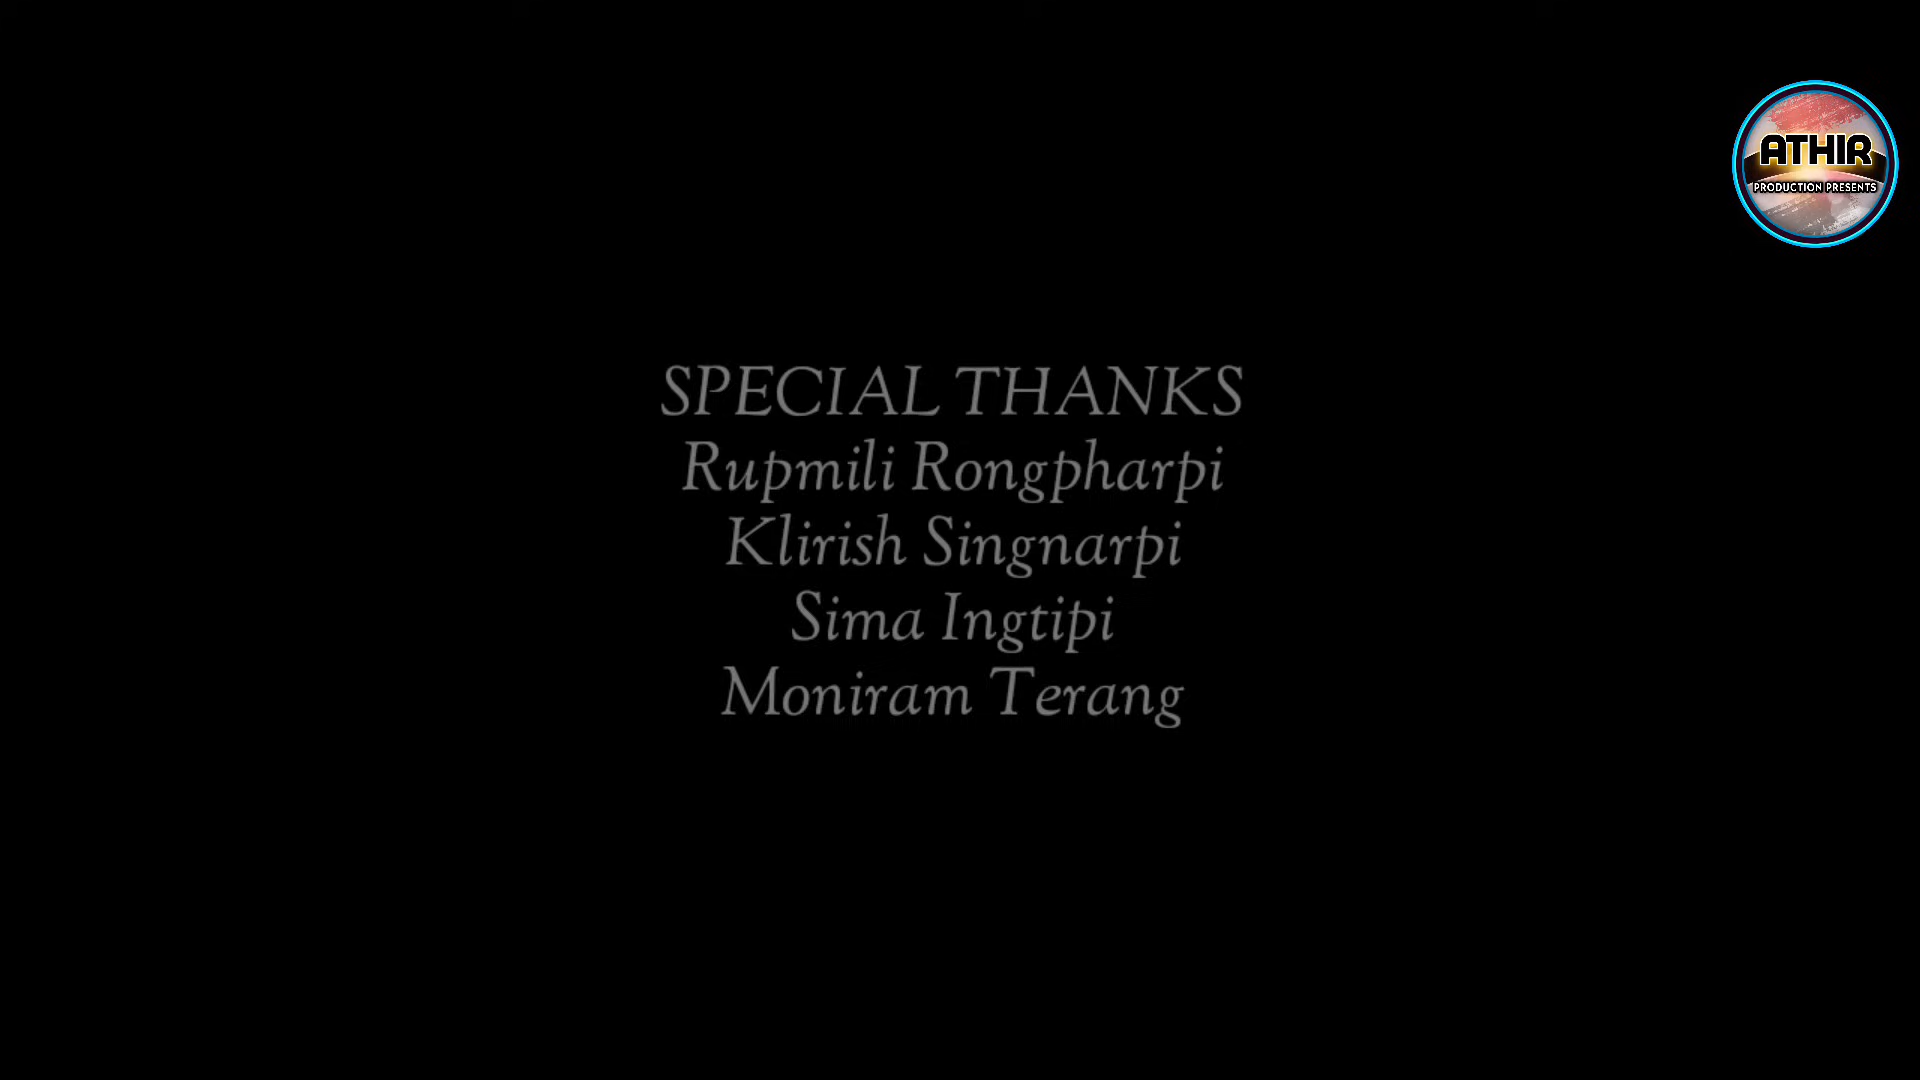 ATHIR
PRODUCTION PRESENTS
SPECIAL THANKS
Rupmili Rongpharpi
Klirish Singnarpi
Sima Ingtipi
Moniram Terang